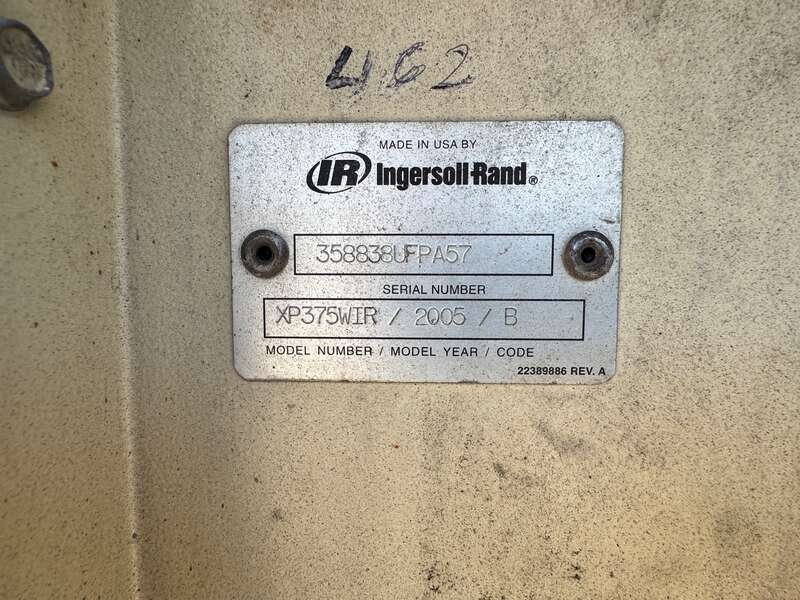 462
MADE IN USA BY
IR Ingersoll-Rand®
358838UFPA57
SERIAL NUMBER
XP375WIR / 2005 / B
MODEL NUMBER / MODEL YEAR / CODE
22389886 REV. A